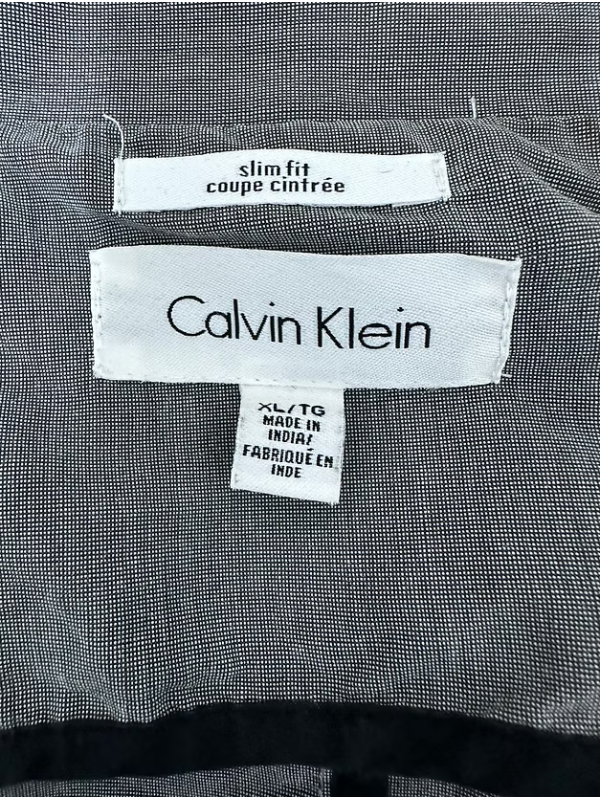 slim fit
coupe cintrée
Calvin Klein
XL/TG
MADE IN
INDIA/
FABRIQUÉ EN
INDE